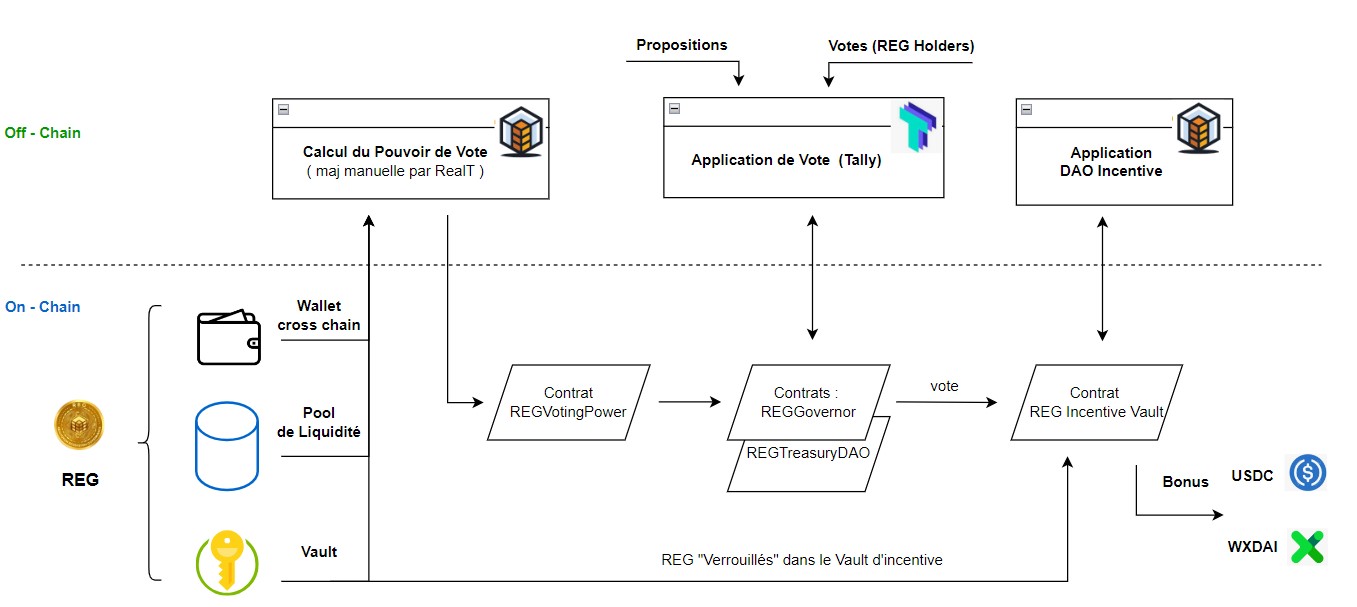 Propositions
Votes (REG Holders)
Off - Chain
Calcul du Pouvoir de Vote
( maj manuelle par RealT )
Application de Vote (Tally)
Application
DAO Incentive
On - Chain
Wallet
cross chain
Pool
de Liquidité
REG
Vault
Contrat
REGVotingPower
Contrats :
REGGovernor
REGTreasuryDAO
vote
Contrat
REG Incentive Vault
Bonus
USDC
WXDAI
REG "Verrouillés" dans le Vault d'incentive